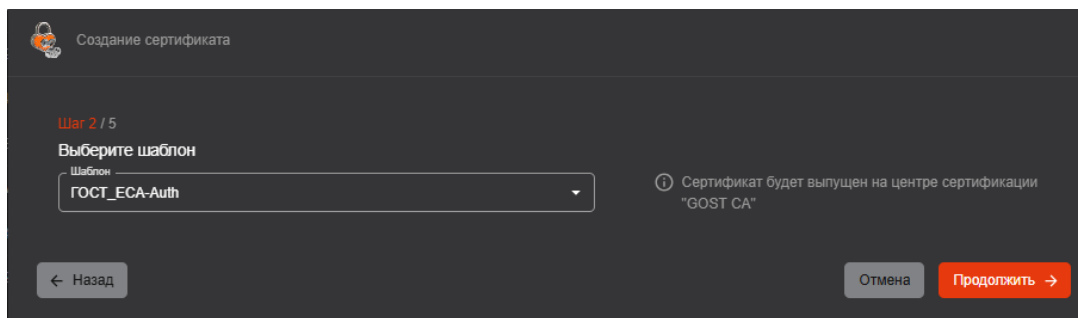 Создание сертификата
Шаг 2 / 5
Выберите шаблон
Шаблон
ГОСТ_ECA-Auth
Сертификат будет выпущен на центре сертификации
"GOST CA"
← Назад
Отмена
Продолжить →